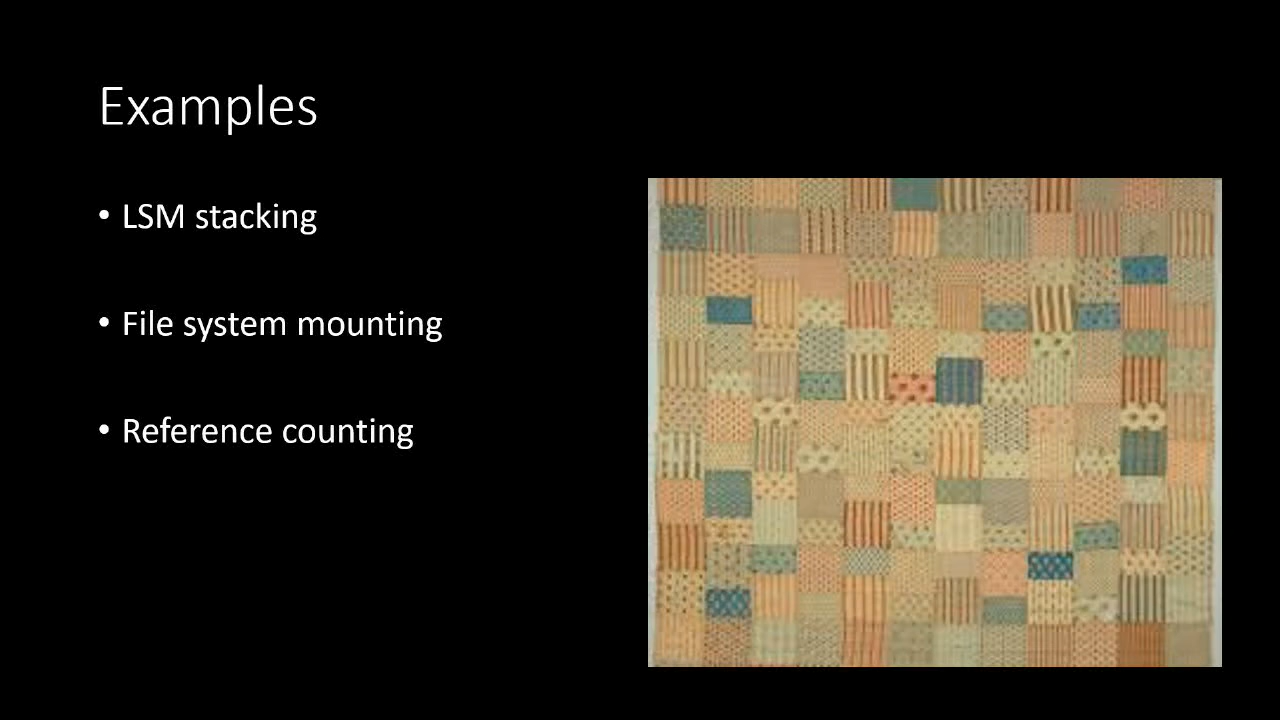 Examples
• LSM stacking
• File system mounting
• Reference counting